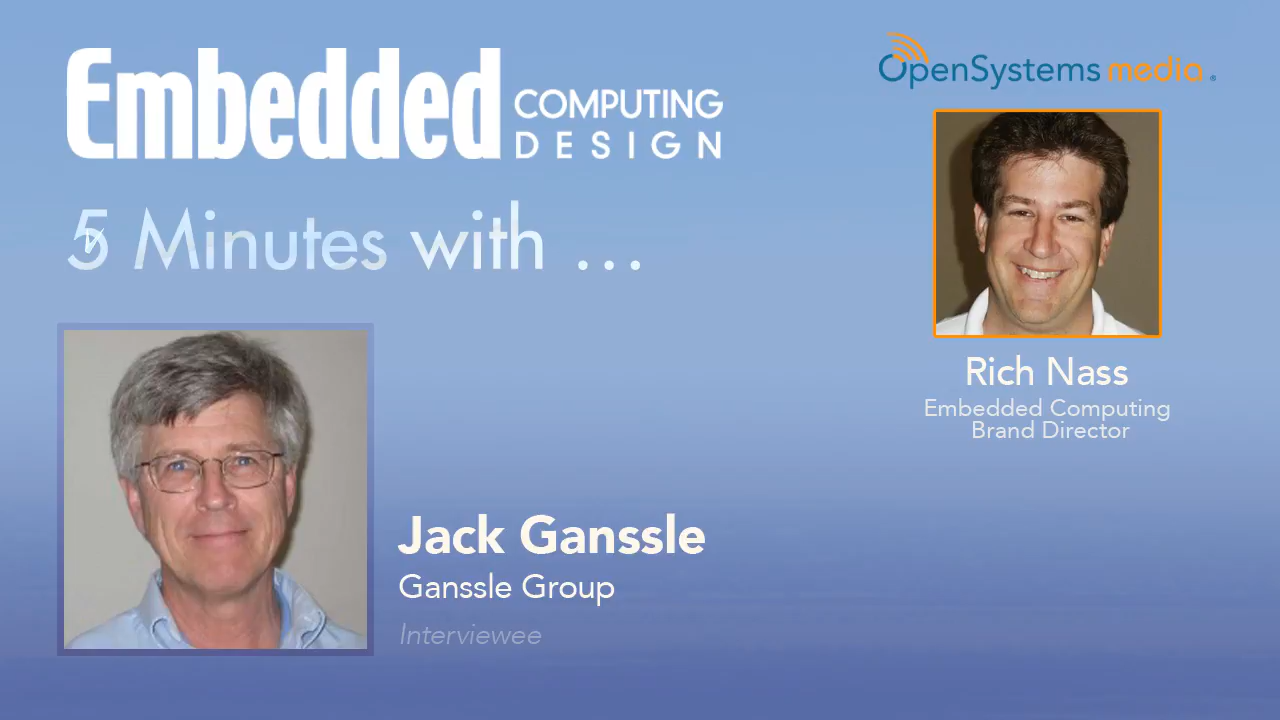 Embedded COMPUTING DESIGN
OpenSystems media®
5 Minutes with ...
Rich Nass
Embedded Computing
Brand Director
Jack Ganssle
Ganssle Group
Interviewee